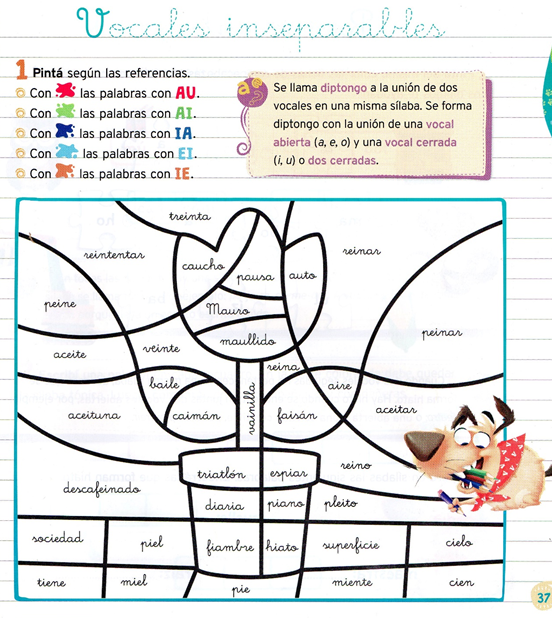 Vocales inseparables
1 Pintá según las referencias.
Con las palabras con AU.
Con las palabras con AI.
Con las palabras con IA.
Con las palabras con EI.
Con las palabras con IE.
a e
Se llama diptongo a la unión de dos
vocales en una misma sílaba. Se forma
diptongo con la unión de una vocal
abierta (a, e, o) y una vocal cerrada
(i, u) o dos cerradas.
treinta
reintentar
caucho
pausa
auto
reinar
peine
Mauro
peinar
aceite
veinte
maullido
reina
baile
vainilla
aire
aceituna
caimán
faisán
aceitar
triatlón
espiar
reino
descafeinado
diaria
piano
pleito
sociedad
piel
fiambre
hiato
superficie
cielo
tiene
miel
pie
miente
cien
37